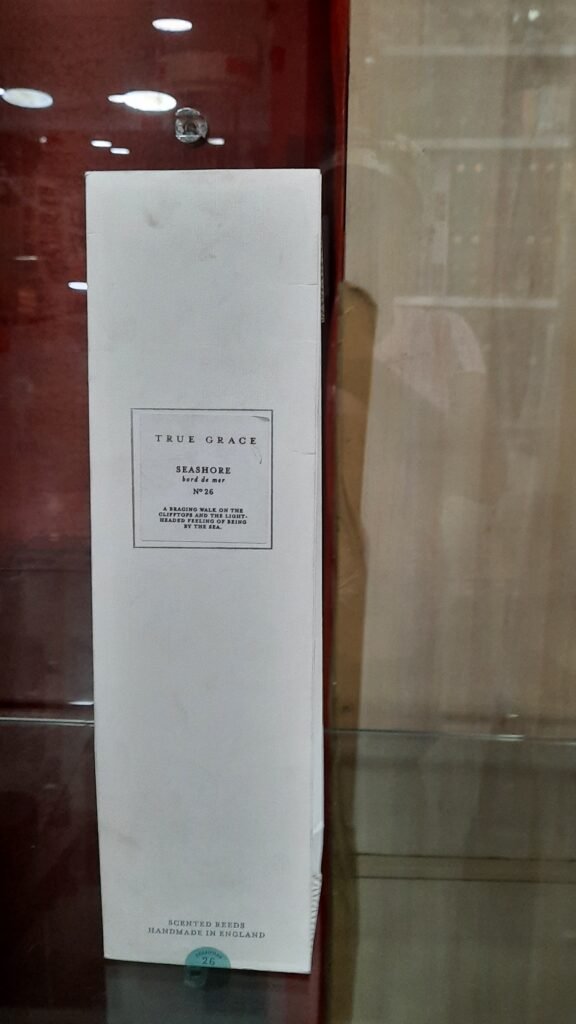 TRUE GRACE
SEASHORE
bord de mer
Nº 26
A BRACING WALK ON THE
CLIFFTOPS AND THE LIGHT-
HEADED FEELING OF BEING
BY THE SEA.
SCENTED REEDS
HANDMADE IN ENGLAND
26